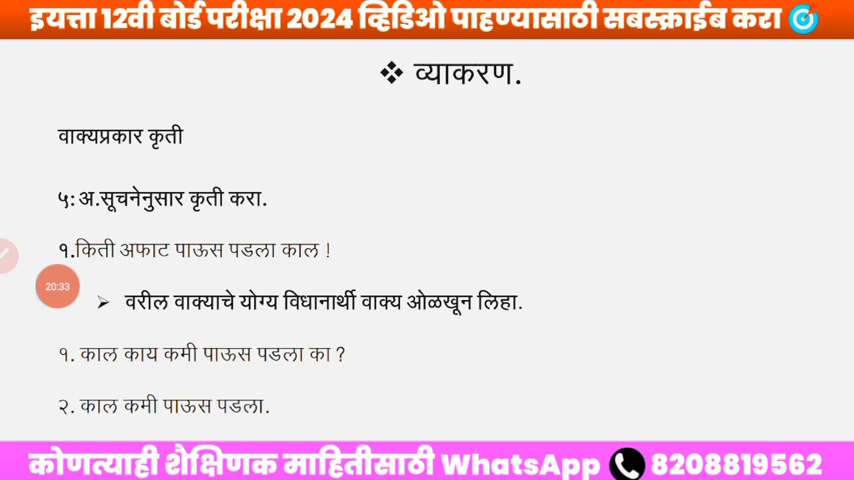 इयत्ता 12वी बोर्ड परीक्षा 2024 व्हिडिओ पाहण्यासाठी सबस्क्राईब करा
❖ व्याकरण.
वाक्यप्रकार कृती
५:अ.सूचनेनुसार कृती करा.
१.किती अफाट पाऊस पडला काल !
20:33
➤ वरील वाक्याचे योग्य विधानार्थी वाक्य ओळखून लिहा.
१. काल काय कमी पाऊस पडला का ?
२. काल कमी पाऊस पडला.
कोणत्याही शैक्षिणक माहितीसाठी WhatsApp 8208819562